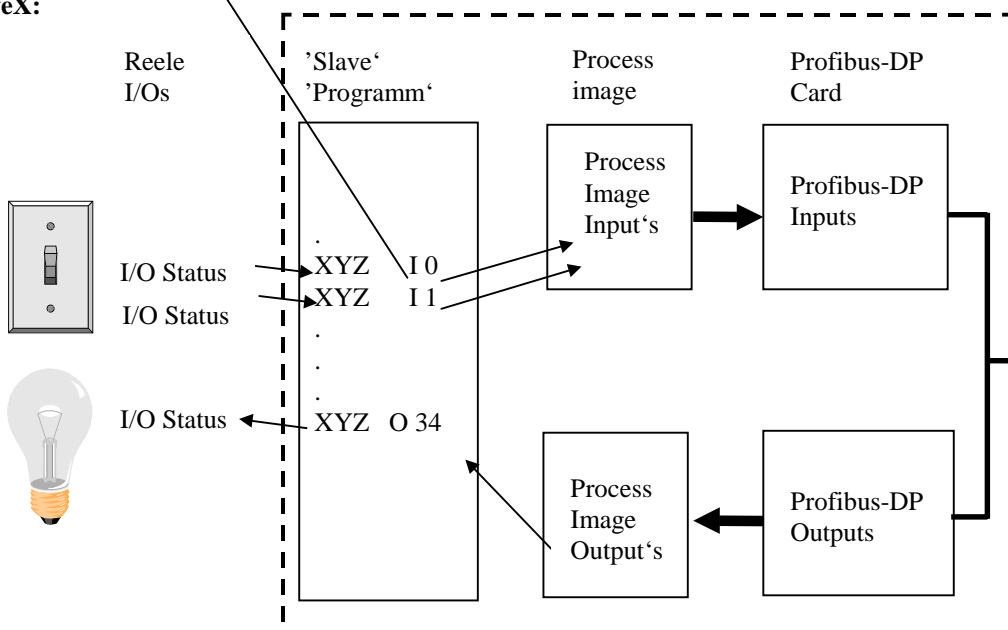 eX:
Reele
I/Os
’Slave‘
’Programm‘
Process
image
Profibus-DP
Card
Process
Image
Input‘s
Profibus-DP
Inputs
.
I/O Status XYZ I 0
I/O Status XYZ I 1
.
.
.
I/O Status XYZ O 34
Process
Image
Output‘s
Profibus-DP
Outputs